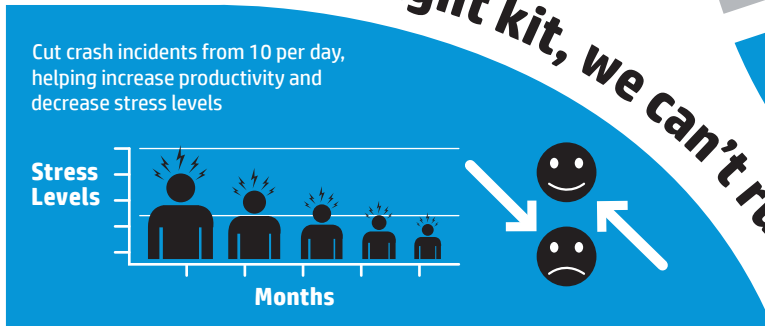 ght kit, we can't
Cut crash incidents from 10 per day,
helping increase productivity and
decrease stress levels
Stress
Levels
Months